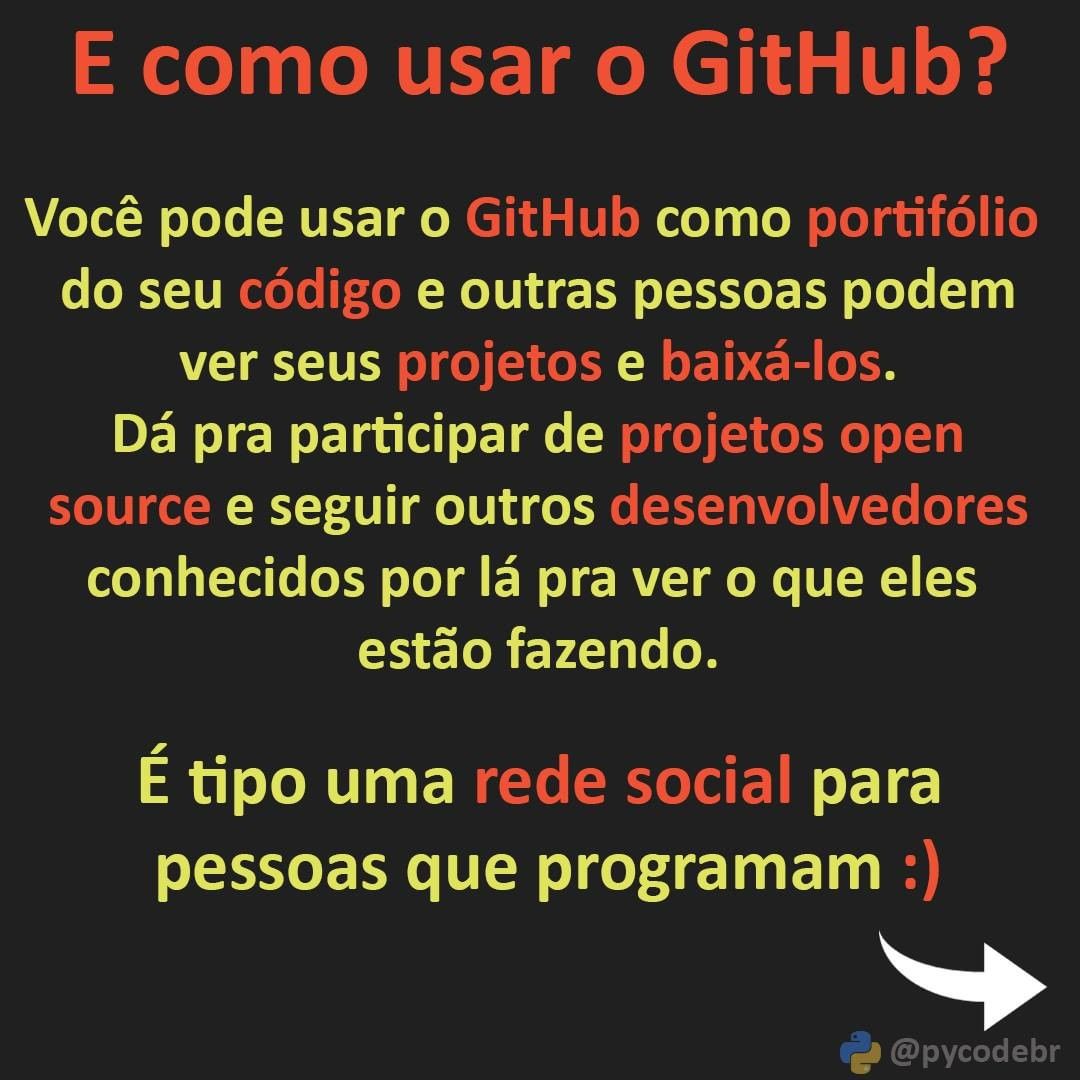 E como usar o GitHub?
Você pode usar o GitHub como portifólio
do seu código e outras pessoas podem
ver seus projetos e baixá-los.
Dá pra participar de projetos open
source e seguir outros desenvolvedores
conhecidos por lá pra ver o que eles
estão fazendo.
É tipo uma rede social para
pessoas que programam :)
@pycodebr